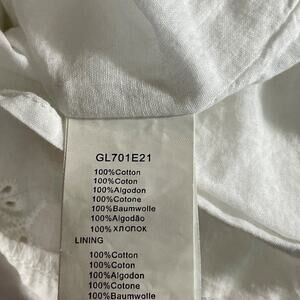 GL701E21
100%Cotton
100%Coton
100%Algodon
100%Cotone
100%Baumwolle
100%Algodão
100%ХЛОПОК
LINING
100%Cotton
100%Coton
100%Algodon
100%Cotone
100%Baumwolle